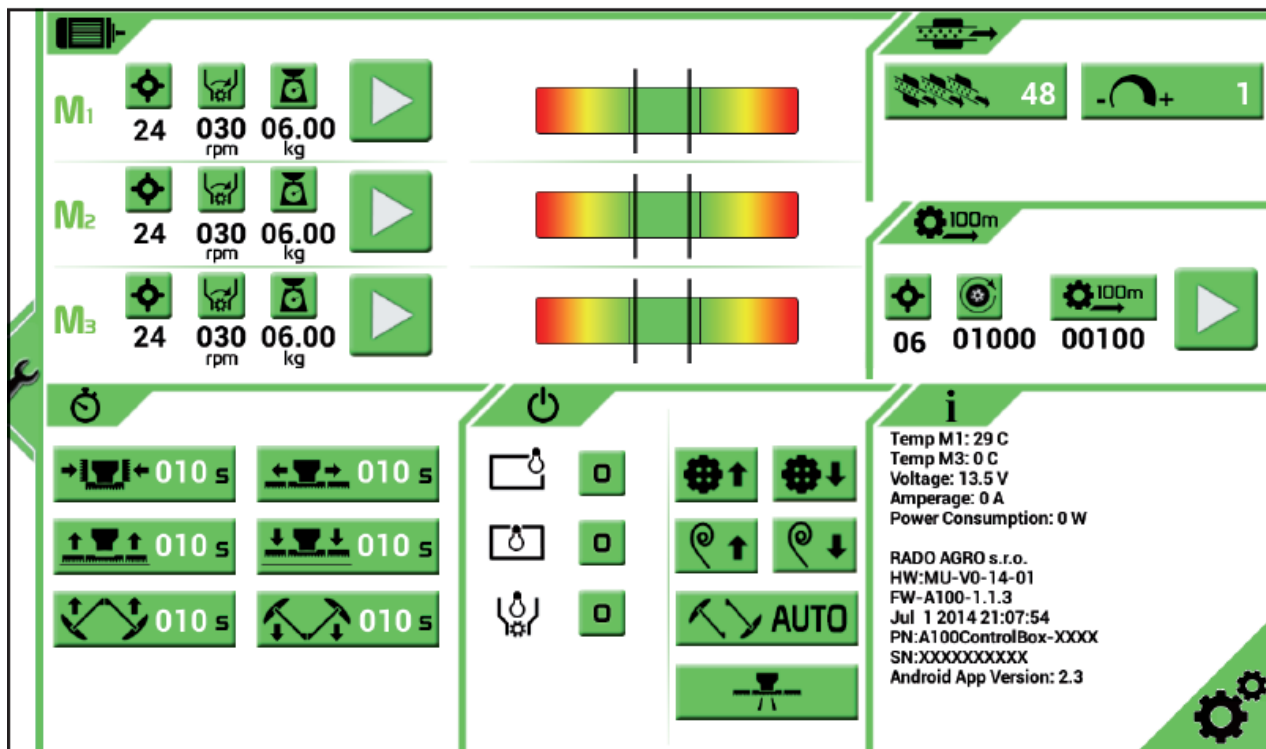 M1
24
030
rpm
06.00
kg
M2
24
030
rpm
06.00
kg
M3
24
030
rpm
06.00
kg
48
- + 1
100m
06
01000
100m
00100
010 s
010 s
010 s
010 s
010 s
010 s
0
0
0
AUTO
i
Temp M1: 29 C
Temp M3: 0 C
Voltage: 13.5 V
Amperage: 0 A
Power Consumption: 0 W
RADO AGRO s.r.o.
HW:MU-V0-14-01
FW-A100-1.1.3
Jul 1 2014 21:07:54
PN:A100ControlBox-XXXX
SN:XXXXXXXXXX
Android App Version: 2.3